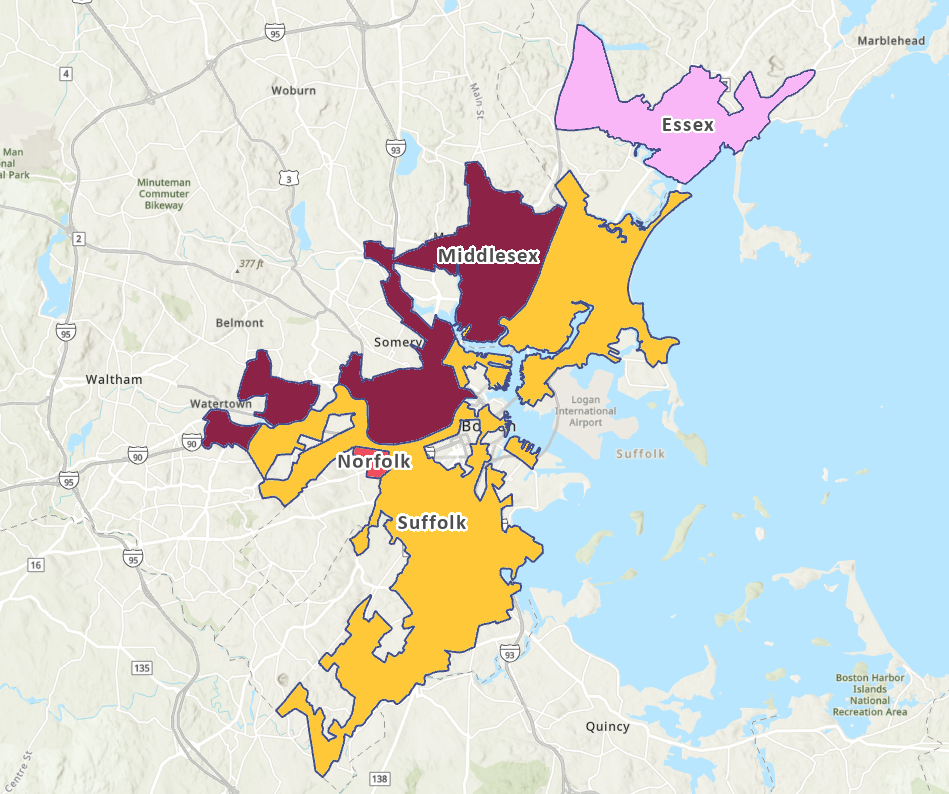 95
Marblehead
4
Woburn
Main St
Essex
Man
nal
al Park
93
3
Minuteman
Commuter
Bikeway
2
377 ft
Middlesex
Belmont
95
Somerv
Waltham
Watertown
Logan
International
Airport
90
Bo on
90
Suffolk
Norfolk
95
Suffolk
95
16
93
135
Boston Harbor
Islands
National
Recreation Area
Quincy
Centre St
138